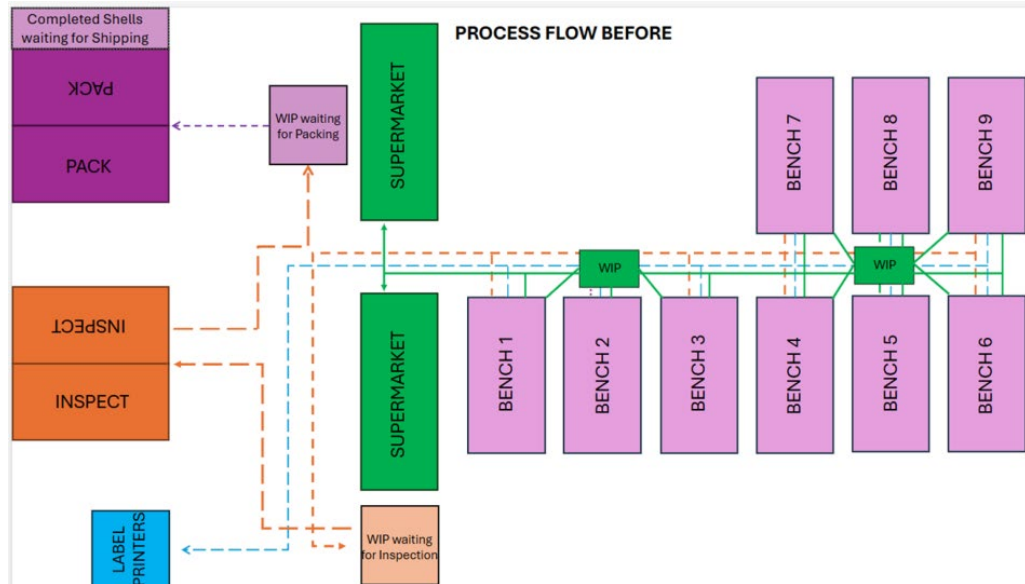 PROCESS FLOW BEFORE
Completed Shells
waiting for Shipping
PACK
PACK
WIP waiting
for Packing
SUPERMARKET
BENCH 7
BENCH 8
BENCH 9
WIP
WIP
INSPECT
INSPECT
SUPERMARKET
BENCH 1
BENCH 2
BENCH 3
BENCH 4
BENCH 5
BENCH 6
LABEL
PRINTERS
WIP waiting
for Inspection